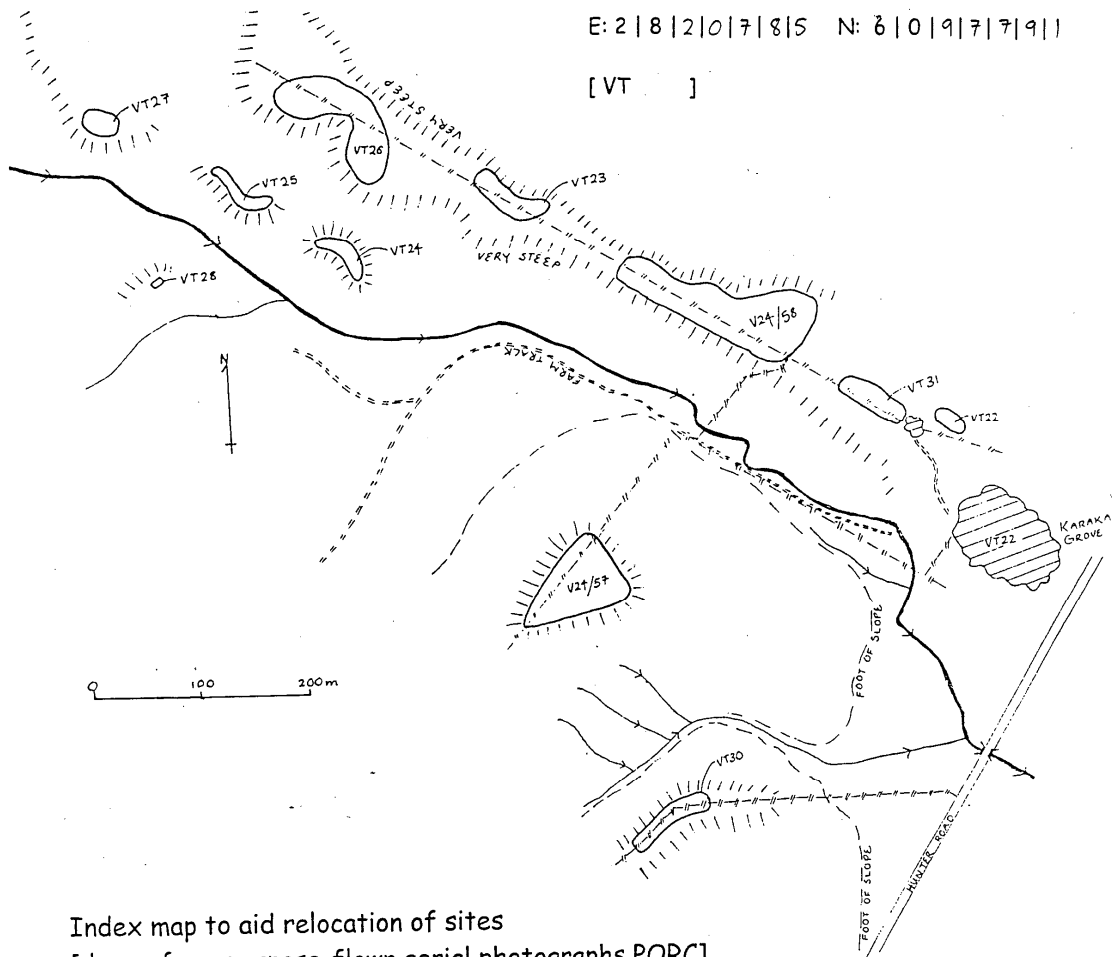 E: 2|8|2|0|7|8|5 N: 6|0|9|7|7|9|1
[VT ]
VERY STEEP
VT27
VT26
VT25
VT23
VT24
VERY STEEP
VT28
V24/58
N
FARM TRACK
VT31
VT22
KARAKA
GROVE
VT22
V24/57
FOOT OF SLOPE
0 100 200m
VT30
HUNTER ROAD
FOOT OF SLOPE
Index map to aid relocation of sites